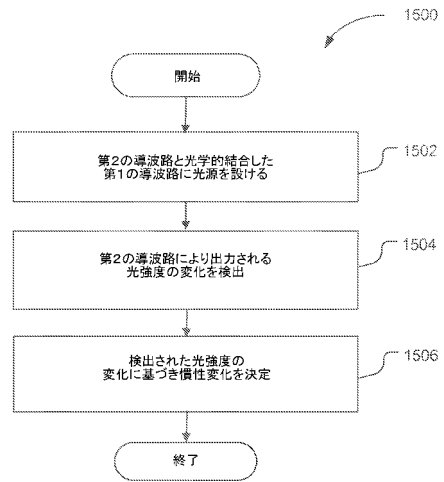 1500
開始
第2の導波路と光学的結合した
第1の導波路に光源を設ける
1502
第2の導波路により出力される
光強度の変化を検出
1504
検出された光強度の
変化に基づき慣性変化を決定
1506
終了